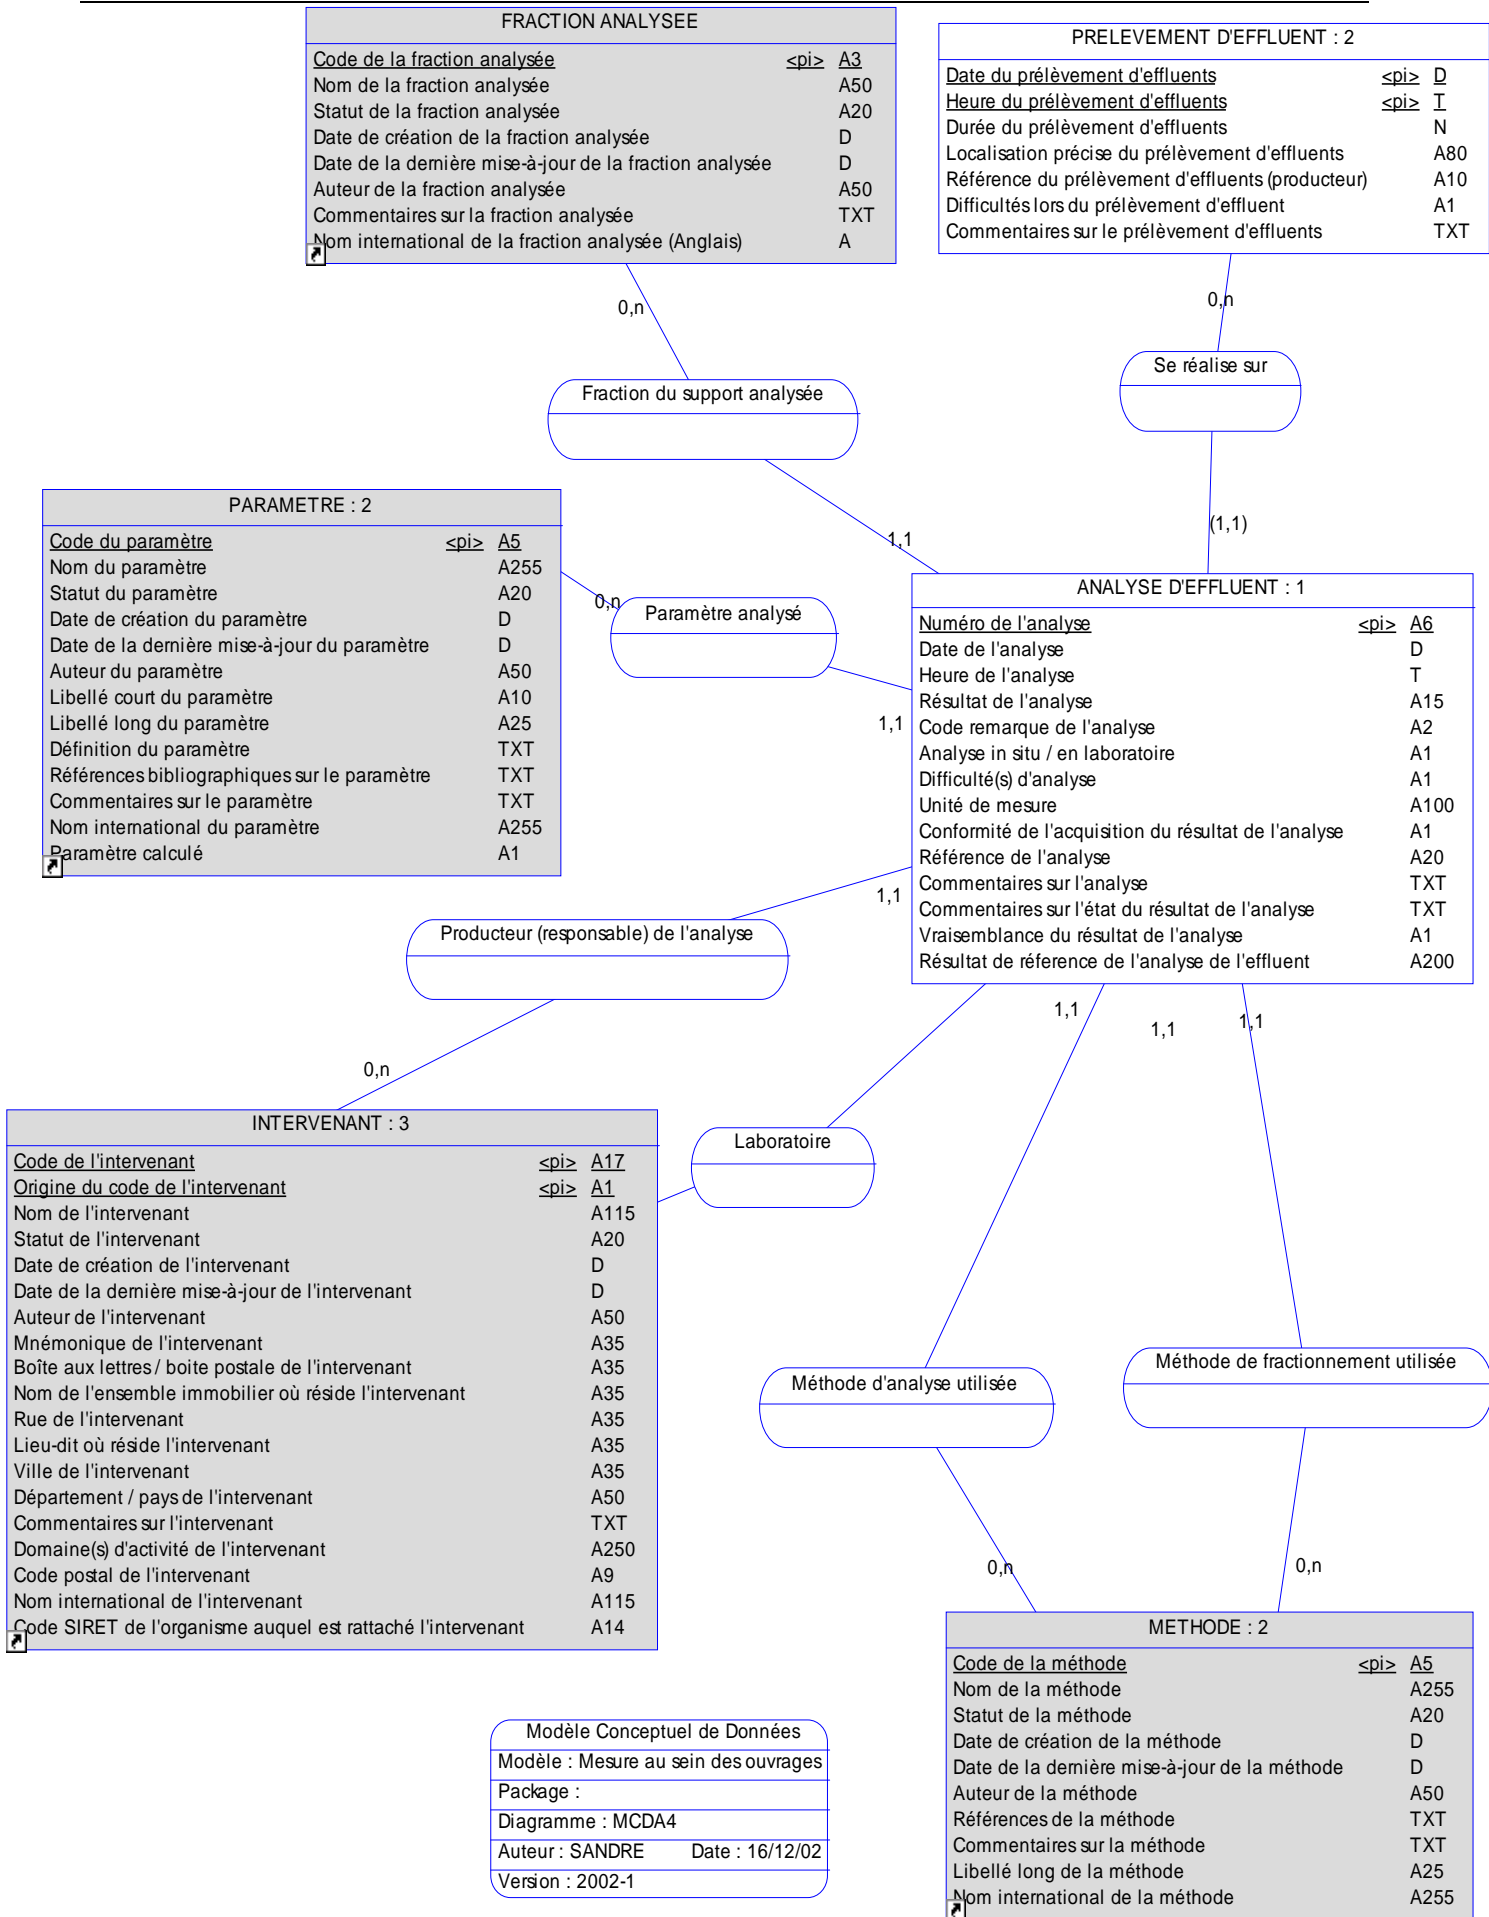 FRACTION ANALYSEE
Code de la fraction analysée <pi> A3
Nom de la fraction analysée A50
Statut de la fraction analysée A20
Date de création de la fraction analysée D
Date de la dernière mise-à-jour de la fraction analysée D
Auteur de la fraction analysée A50
Commentaires sur la fraction analysée TXT
Nom international de la fraction analysée (Anglais) A
PRELEVEMENT D'EFFLUENT : 2
Date du prélèvement d'effluents <pi> D
Heure du prélèvement d'effluents <pi> T
Durée du prélèvement d'effluents N
Localisation précise du prélèvement d'effluents A80
Référence du prélèvement d'effluents (producteur) A10
Difficultés lors du prélèvement d'effluent A1
Commentaires sur le prélèvement d'effluents TXT
0,n
0,n
Se réalise sur
Fraction du support analysée
(1,1)
1,1
PARAMETRE : 2
Code du paramètre <pi> A5
Nom du paramètre A255
Statut du paramètre A20
Date de création du paramètre D
Date de la dernière mise-à-jour du paramètre D
Auteur du paramètre A50
Libellé court du paramètre A10
Libellé long du paramètre A25
Définition du paramètre TXT
Références bibliographiques sur le paramètre TXT
Commentaires sur le paramètre TXT
Nom international du paramètre A255
Paramètre calculé A1
0,n
Paramètre analysé
1,1
ANALYSE D'EFFLUENT : 1
Numéro de l'analyse <pi> A6
Date de l'analyse D
Heure de l'analyse T
Résultat de l'analyse A15
Code remarque de l'analyse A2
Analyse in situ / en laboratoire A1
Difficulté(s) d'analyse A1
Unité de mesure A100
Conformité de l'acquisition du résultat de l'analyse A1
Référence de l'analyse A20
Commentaires sur l'analyse TXT
Commentaires sur l'état du résultat de l'analyse TXT
Vraisemblance du résultat de l'analyse A1
Résultat de réference de l'analyse de l'effluent A200
1,1
Producteur (responsable) de l'analyse
0,n
1,1
1,1
1,1
INTERVENANT : 3
Code de l'intervenant <pi> A17
Origine du code de l'intervenant <pi> A1
Nom de l'intervenant A115
Statut de l'intervenant A20
Date de création de l'intervenant D
Date de la dernière mise-à-jour de l'intervenant D
Auteur de l'intervenant A50
Mnémonique de l'intervenant A35
Boîte aux lettres / boite postale de l'intervenant A35
Nom de l'ensemble immobilier où réside l'intervenant A35
Rue de l'intervenant A35
Lieu-dit où réside l'intervenant A35
Ville de l'intervenant A35
Département / pays de l'intervenant A50
Commentaires sur l'intervenant TXT
Domaine(s) d'activité de l'intervenant A250
Code postal de l'intervenant A9
Nom international de l'intervenant A115
Code SIRET de l'organisme auquel est rattaché l'intervenant A14
Laboratoire
Méthode d'analyse utilisée
Méthode de fractionnement utilisée
0,n
0,n
METHODE : 2
Code de la méthode <pi> A5
Nom de la méthode A255
Statut de la méthode A20
Date de création de la méthode D
Date de la dernière mise-à-jour de la méthode D
Auteur de la méthode A50
Références de la méthode TXT
Commentaires sur la méthode TXT
Libellé long de la méthode A25
Nom international de la méthode A255
Modèle Conceptuel de Données
Modèle : Mesure au sein des ouvrages
Package :
Diagramme : MCDA4
Auteur : SANDRE Date : 16/12/02
Version : 2002-1